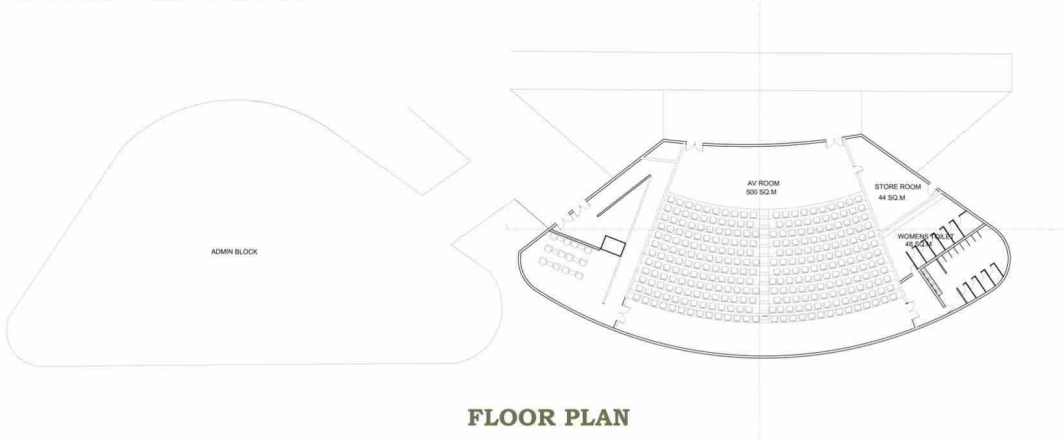 AV ROOM
500 SQ.M
STORE ROOM
44 SQ.M
WOMENS TOILET
48 SQ.M
ADMIN BLOCK
FLOOR PLAN